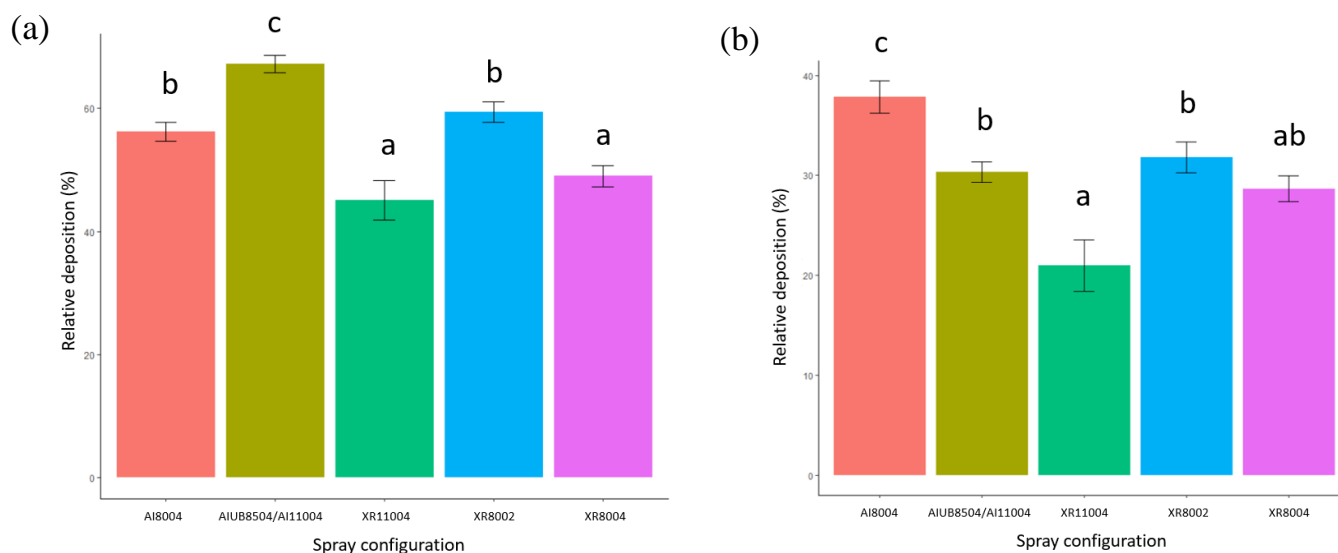 (a)
c
b
b
a
a
Relative deposition (%)
60
40
20
0
AI8004 AIUB8504/AI11004 XR11004 XR8002 XR8004
Spray configuration
(b)
c
b
b
ab
a
Relative deposition (%)
40
30
20
10
0
AI8004 AIUB8504/AI11004 XR11004 XR8002 XR8004
Spray configuration